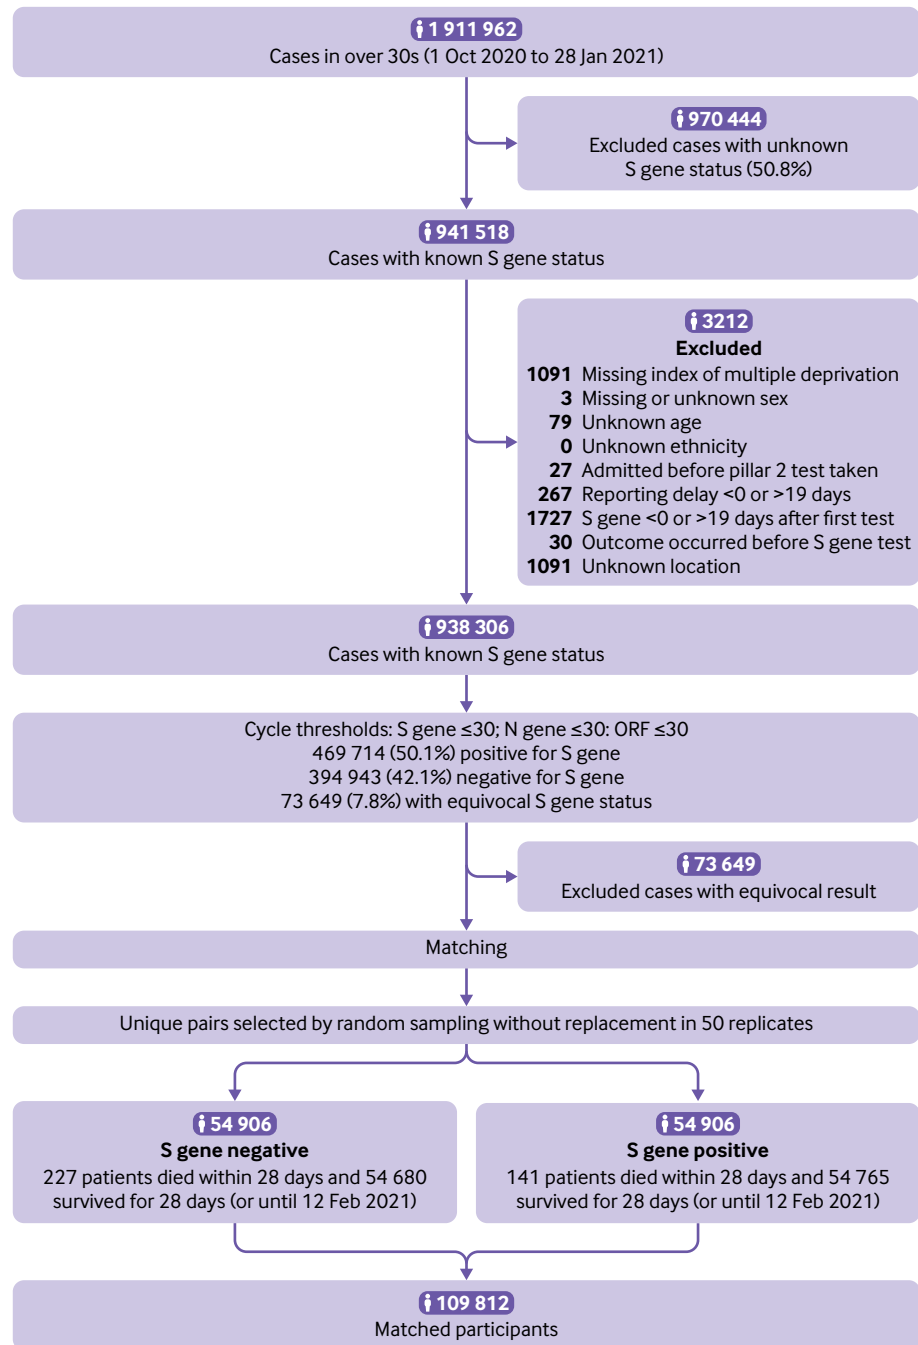 1 911 962
Cases in over 30s (1 Oct 2020 to 28 Jan 2021)
970 444
Excluded cases with unknown
S gene status (50.8%)
941 518
Cases with known S gene status
3212
Excluded
1091 Missing index of multiple deprivation
3 Missing or unknown sex
79 Unknown age
0 Unknown ethnicity
27 Admitted before pillar 2 test taken
267 Reporting delay <0 or >19 days
1727 S gene <0 or >19 days after first test
30 Outcome occurred before S gene test
1091 Unknown location
938 306
Cases with known S gene status
Cycle thresholds: S gene ≤30; N gene ≤30: ORF ≤30
469 714 (50.1%) positive for S gene
394 943 (42.1%) negative for S gene
73 649 (7.8%) with equivocal S gene status
73 649
Excluded cases with equivocal result
Matching
Unique pairs selected by random sampling without replacement in 50 replicates
54 906
S gene negative
227 patients died within 28 days and 54 680
survived for 28 days (or until 12 Feb 2021)
54 906
S gene positive
141 patients died within 28 days and 54 765
survived for 28 days (or until 12 Feb 2021)
109 812
Matched participants